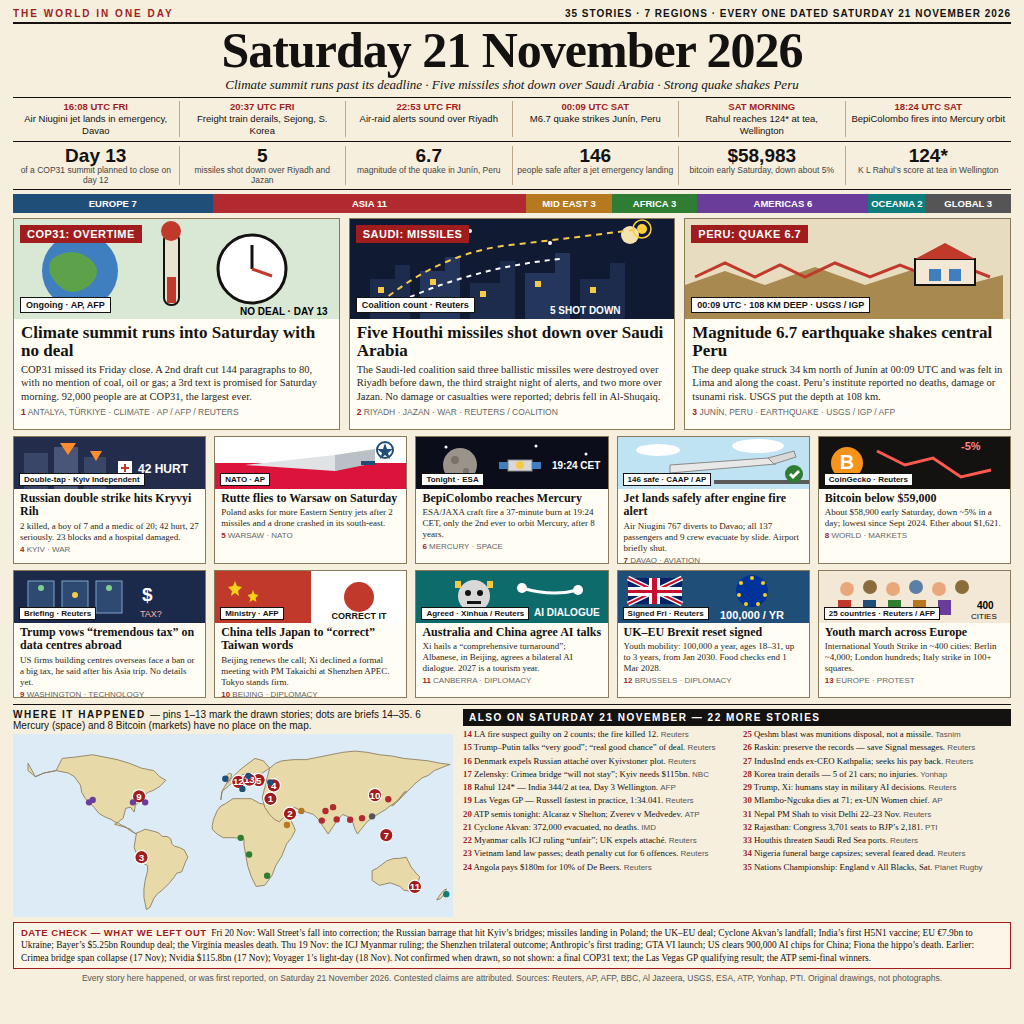 THE WORLD IN ONE DAY
35 STORIES · 7 REGIONS · EVERY ONE DATED SATURDAY 21 NOVEMBER 2026
Saturday 21 November 2026
Climate summit runs past its deadline · Five missiles shot down over Saudi Arabia · Strong quake shakes Peru
16:08 UTC FRI
Air Niugini jet lands in emergency,
Davao
20:37 UTC FRI
Freight train derails, Sejong, S.
Korea
22:53 UTC FRI
Air-raid alerts sound over Riyadh
00:09 UTC SAT
M6.7 quake strikes Junín, Peru
SAT MORNING
Rahul reaches 124* at tea,
Wellington
18:24 UTC SAT
BepiColombo fires into Mercury orbit
Day 13
of a COP31 summit planned to close on
day 12
5
missiles shot down over Riyadh and
Jazan
6.7
magnitude of the quake in Junín, Peru
146
people safe after a jet emergency landing
$58,983
bitcoin early Saturday, down about 5%
124*
K L Rahul's score at tea in Wellington
EUROPE 7
ASIA 11
MID EAST 3
AFRICA 3
AMERICAS 6
OCEANIA 2
GLOBAL 3
COP31: OVERTIME
Ongoing · AP, AFP
NO DEAL · DAY 13
Climate summit runs into Saturday with
no deal
COP31 missed its Friday close. A 2nd draft cut 144 paragraphs to 80,
with no mention of coal, oil or gas; a 3rd text is promised for Saturday
morning. 92,000 people are at COP31, the largest ever.
1 ANTALYA, TÜRKIYE · CLIMATE · AP / AFP / REUTERS
SAUDI: MISSILES
Coalition count · Reuters
5 SHOT DOWN
Five Houthi missiles shot down over Saudi
Arabia
The Saudi-led coalition said three ballistic missiles were destroyed over
Riyadh before dawn, the third straight night of alerts, and two more over
Jazan. No damage or casualties were reported; debris fell in Al-Shuqaiq.
2 RIYADH · JAZAN · WAR · REUTERS / COALITION
PERU: QUAKE 6.7
00:09 UTC · 108 KM DEEP · USGS / IGP
Magnitude 6.7 earthquake shakes central
Peru
The deep quake struck 34 km north of Junín at 00:09 UTC and was felt in
Lima and along the coast. Peru's institute reported no deaths, damage or
tsunami risk. USGS put the depth at 108 km.
3 JUNÍN, PERU · EARTHQUAKE · USGS / IGP / AFP
42 HURT
Double-tap · Kyiv Independent
Russian double strike hits Kryvyi
Rih
2 killed, a boy of 7 and a medic of 20; 42 hurt, 27
seriously. 23 blocks and a hospital damaged.
4 KYIV · WAR
NATO · AP
Rutte flies to Warsaw on Saturday
Poland asks for more Eastern Sentry jets after 2
missiles and a drone crashed in its south-east.
5 WARSAW · NATO
19:24 CET
Tonight · ESA
BepiColombo reaches Mercury
ESA/JAXA craft fire a 37-minute burn at 19:24
CET, only the 2nd ever to orbit Mercury, after 8
years.
6 MERCURY · SPACE
146 safe · CAAP / AP
Jet lands safely after engine fire
alert
Air Niugini 767 diverts to Davao; all 137
passengers and 9 crew evacuate by slide. Airport
briefly shut.
7 DAVAO · AVIATION
B
-5%
CoinGecko · Reuters
Bitcoin below $59,000
About $58,900 early Saturday, down ~5% in a
day; lowest since Sept 2024. Ether about $1,621.
8 WORLD · MARKETS
$
TAX?
Briefing · Reuters
Trump vows “tremendous tax” on
data centres abroad
US firms building centres overseas face a ban or
a big tax, he said after his Asia trip. No details
yet.
9 WASHINGTON · TECHNOLOGY
Ministry · AFP
CORRECT IT
China tells Japan to “correct”
Taiwan words
Beijing renews the call; Xi declined a formal
meeting with PM Takaichi at Shenzhen APEC.
Tokyo stands firm.
10 BEIJING · DIPLOMACY
Agreed · Xinhua / Reuters
AI DIALOGUE
Australia and China agree AI talks
Xi hails a “comprehensive turnaround”;
Albanese, in Beijing, agrees a bilateral AI
dialogue. 2027 is a tourism year.
11 CANBERRA · DIPLOMACY
Signed Fri · Reuters
100,000 / YR
UK–EU Brexit reset signed
Youth mobility: 100,000 a year, ages 18–31, up
to 3 years, from Jan 2030. Food checks end 1
Mar 2028.
12 BRUSSELS · DIPLOMACY
25 countries · Reuters / AFP
400
CITIES
Youth march across Europe
International Youth Strike in ~400 cities: Berlin
~4,000; London hundreds; Italy strike in 100+
squares.
13 EUROPE · PROTEST
WHERE IT HAPPENED — pins 1–13 mark the drawn stories; dots are briefs 14–35. 6
Mercury (space) and 8 Bitcoin (markets) have no place on the map.
9
12
13
5
4
1
2
10
7
3
11
ALSO ON SATURDAY 21 NOVEMBER — 22 MORE STORIES
14 LA fire suspect guilty on 2 counts; the fire killed 12. Reuters
15 Trump–Putin talks “very good”; “real good chance” of deal. Reuters
16 Denmark expels Russian attaché over Kyivstoner plot. Reuters
17 Zelensky: Crimea bridge “will not stay”; Kyiv needs $115bn. NBC
18 Rahul 124* — India 344/2 at tea, Day 3 Wellington. AFP
19 Las Vegas GP — Russell fastest in practice, 1:34.041. Reuters
20 ATP semis tonight: Alcaraz v Shelton; Zverev v Medvedev. ATP
21 Cyclone Akvan: 372,000 evacuated, no deaths. IMD
22 Myanmar calls ICJ ruling “unfair”; UK expels attaché. Reuters
23 Vietnam land law passes; death penalty cut for 6 offences. Reuters
24 Angola pays $180m for 10% of De Beers. Reuters
25 Qeshm blast was munitions disposal, not a missile. Tasnim
26 Raskin: preserve the records — save Signal messages. Reuters
27 IndusInd ends ex-CEO Kathpalia; seeks his pay back. Reuters
28 Korea train derails — 5 of 21 cars; no injuries. Yonhap
29 Trump, Xi: humans stay in military AI decisions. Reuters
30 Mlambo-Ngcuka dies at 71; ex-UN Women chief. AP
31 Nepal PM Shah to visit Delhi 22–23 Nov. Reuters
32 Rajasthan: Congress 3,701 seats to BJP's 2,181. PTI
33 Houthis threaten Saudi Red Sea ports. Reuters
34 Nigeria funeral barge capsizes; several feared dead. Reuters
35 Nations Championship: England v All Blacks, Sat. Planet Rugby
DATE CHECK — WHAT WE LEFT OUT Fri 20 Nov: Wall Street's fall into correction; the Russian barrage that hit Kyiv's bridges; missiles landing in Poland; the UK–EU deal; Cyclone Akvan's landfall; India's first H5N1 vaccine; EU €7.9bn to
Ukraine; Bayer's $5.25bn Roundup deal; the Virginia measles death. Thu 19 Nov: the ICJ Myanmar ruling; the Shenzhen trilateral outcome; Anthropic's first trading; GTA VI launch; US clears 900,000 AI chips for China; Fiona the hippo's death. Earlier:
Crimea bridge span collapse (17 Nov); Nvidia $115.8bn (17 Nov); Voyager 1's light-day (18 Nov). Not confirmed when drawn, so not shown: a final COP31 text; the Las Vegas GP qualifying result; the ATP semi-final winners.
Every story here happened, or was first reported, on Saturday 21 November 2026. Contested claims are attributed. Sources: Reuters, AP, AFP, BBC, Al Jazeera, USGS, ESA, ATP, Yonhap, PTI. Original drawings, not photographs.